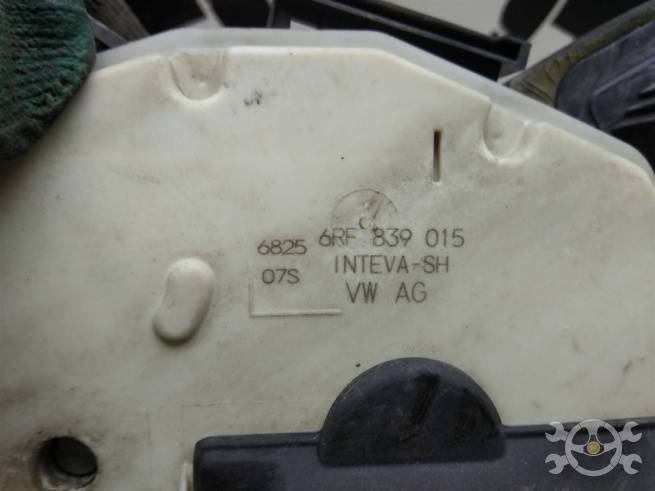 6825 6RF 839 015
07S INTEVA-SH
VW AG